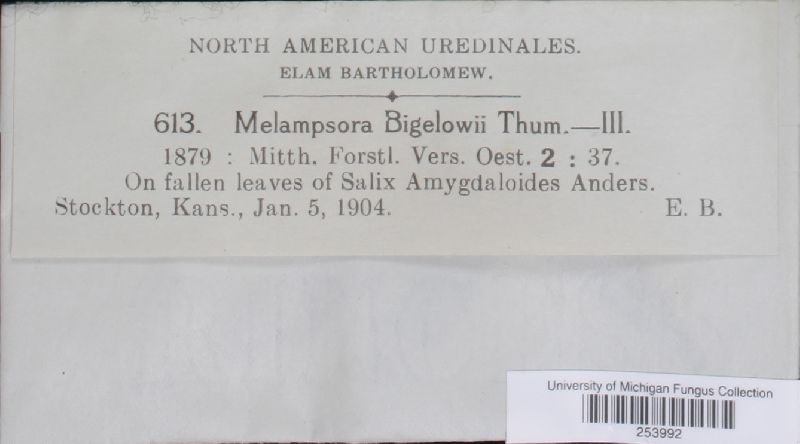 NORTH AMERICAN UREDINALES.
ELAM BARTHOLOMEW.
613. Melampsora Bigelowii Thum.—III.
1879 : Mitth. Forstl. Vers. Oest. 2 : 37.
On fallen leaves of Salix Amygdaloides Anders.
Stockton, Kans., Jan. 5, 1904. E. B.
University of Michigan Fungus Collection
253992